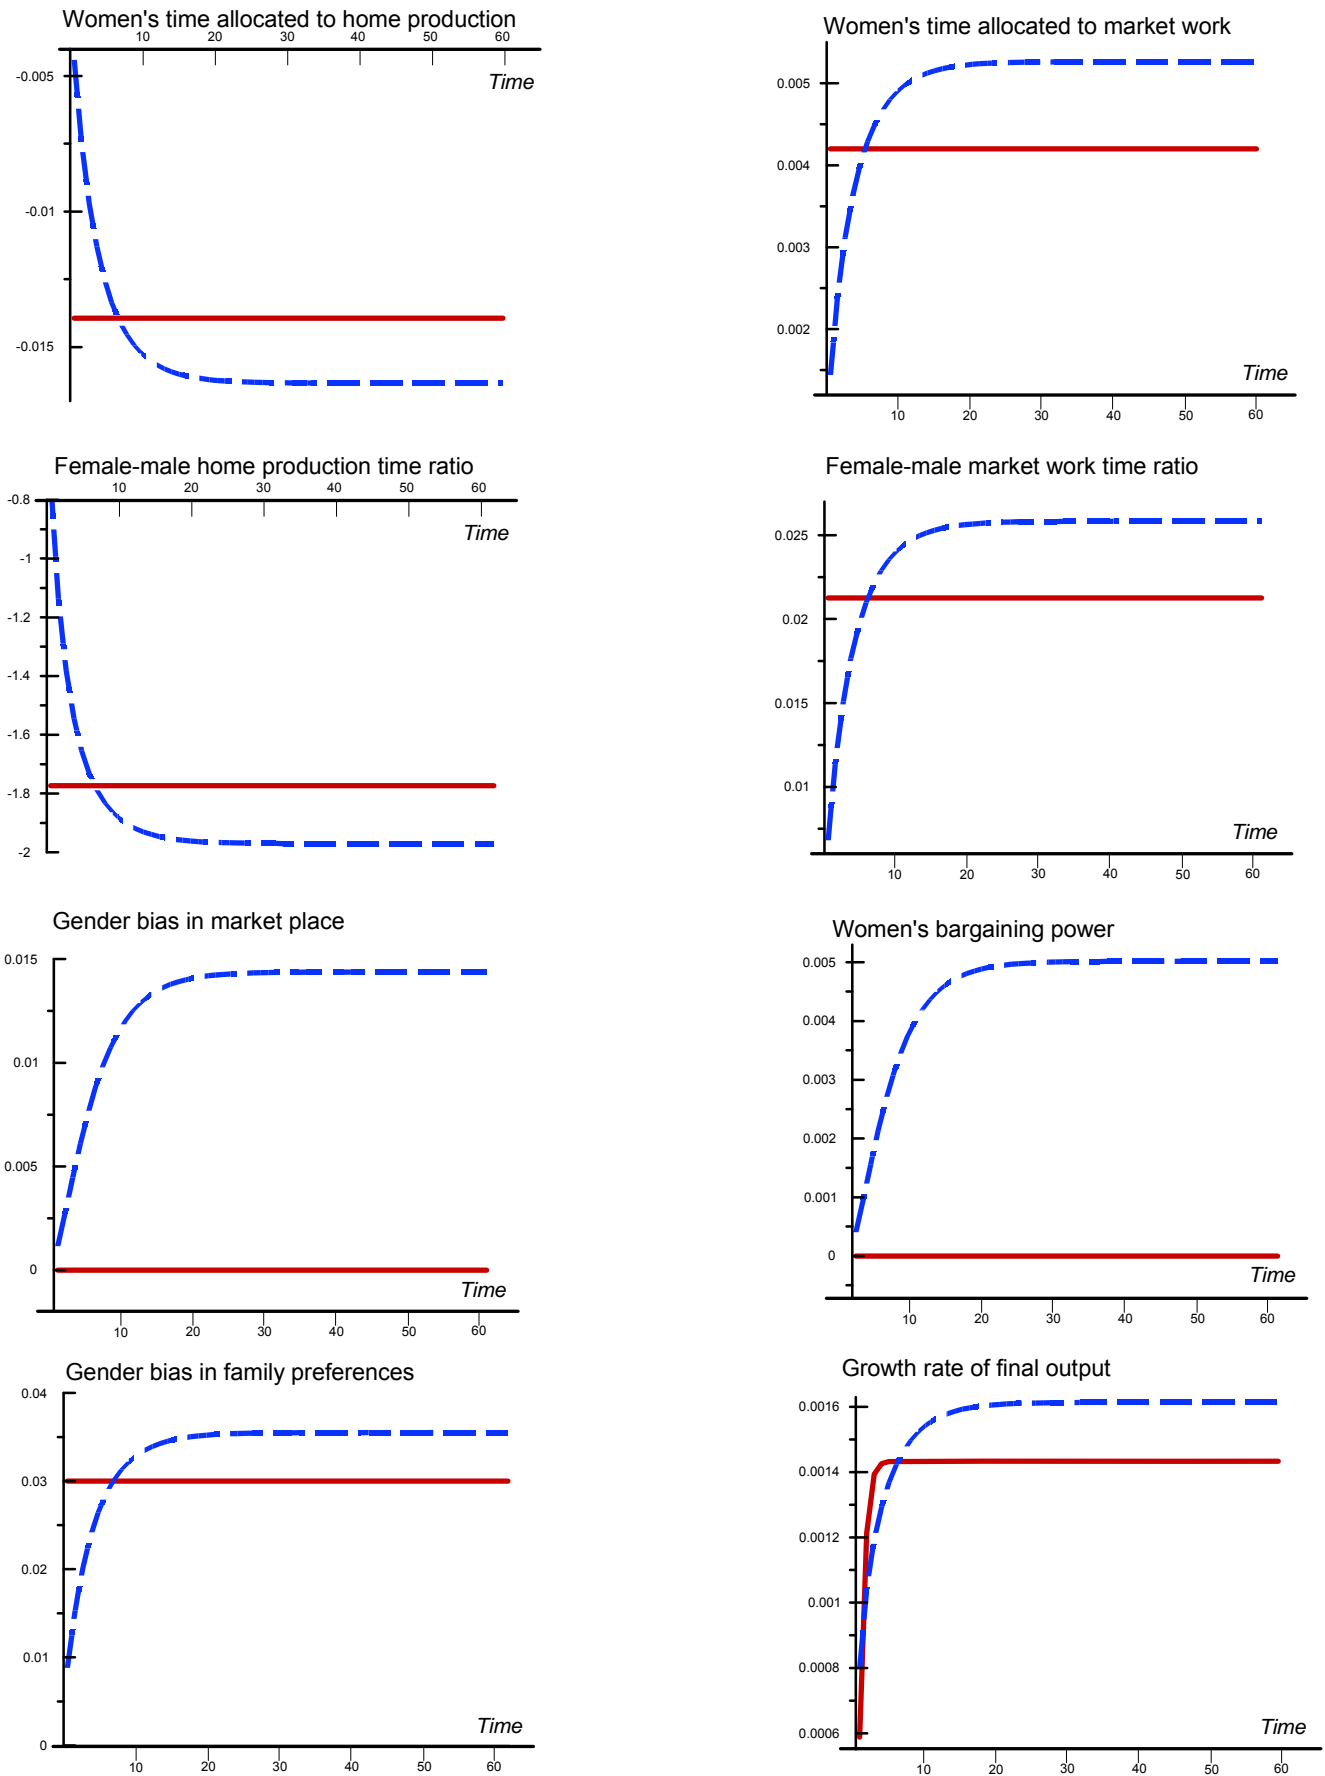 Women's time allocated to home production
10 20 30 40 50 60
Time
-0.005
-0.01
-0.015
Women's time allocated to market work
0.005
0.004
0.003
0.002
Time
10 20 30 40 50 60
Female-male home production time ratio
10 20 30 40 50 60
Time
-0.8
-1
-1.2
-1.4
-1.6
-1.8
-2
Female-male market work time ratio
0.025
0.02
0.015
0.01
Time
10 20 30 40 50 60
Gender bias in market place
0.015
0.01
0.005
0
Time
10 20 30 40 50 60
Women's bargaining power
0.005
0.004
0.003
0.002
0.001
0
Time
10 20 30 40 50 60
Gender bias in family preferences
0.04
0.03
0.02
0.01
0
Time
10 20 30 40 50 60
Growth rate of final output
0.0016
0.0014
0.0012
0.001
0.0008
0.0006
Time
10 20 30 40 50 60